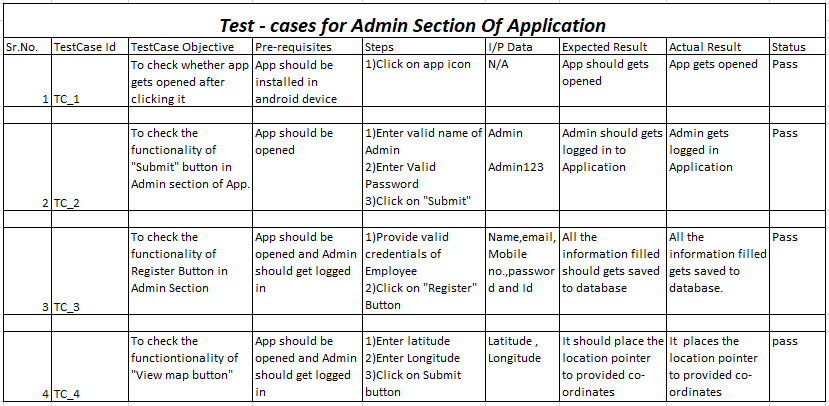 Test - cases for Admin Section Of Application
Sr.No. TestCase Id TestCase Objective Pre-requisites Steps I/P Data Expected Result Actual Result Status
To check whether app App should be 1)Click on app icon N/A App should gets App gets opened Pass
gets opened after installed in opened
1 TC_1 clicking it android device
To check the App should be 1)Enter valid name of Admin Admin should gets Admin gets Pass
functionality of opened Admin logged in to logged in
"Submit" button in 2)Enter Valid Admin123 Application Application
Admin section of App. Password
2 TC_2 3)Click on "Submit"
To check the App should be 1)Provide valid Name,email, All the All the Pass
functionality of opened and Admin credentials of Mobile information filled information filled
Register Button in should get logged Employee no.,passwor should gets saved gets saved to
Admin Section in 2)Click on "Register" d and Id to database database.
3 TC_3 Button
To check the App should be 1)Enter latitude Latitude , It should place the It places the pass
functiontionality of opened and Admin 2)Enter Longitude Longitude location pointer location pointer
"View map button" should get logged 3)Click on Submit to provided co- to provided co-
4 TC_4 in button ordinates ordinates